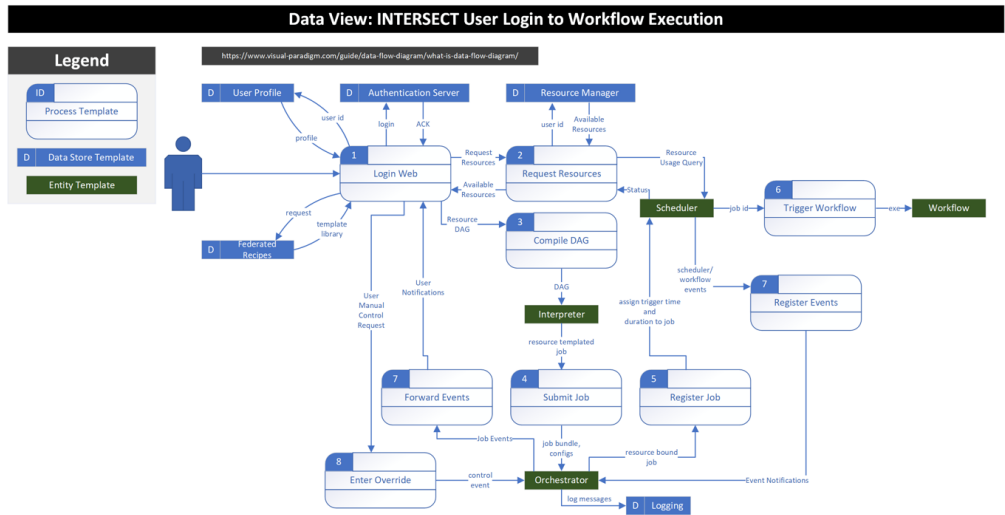 Data View: INTERSECT User Login to Workflow Execution
Legend
https://www.visual-paradigm.com/guide/data-flow-diagram/what-is-data-flow-diagram/
ID
Process Template
D Data Store Template
Entity Template
D User Profile
D Authentication Server
D Resource Manager
user id
profile
login
ACK
user id
Available
Resources
1
Login Web
Request
Resources
Available
Resources
2
Request Resources
Resource
Usage Query
Status
Scheduler
job id
6
Trigger Workflow
exe
Workflow
request
template
library
D Federated
Recipes
Resource
DAG
3
Compile DAG
scheduler/
workflow
events
7
Register Events
User
Manual
Control
Request
User
Notifications
DAG
Interpreter
assign trigger time
and
duration to job
resource templated
job
7
Forward Events
4
Submit Job
5
Register Job
Job Events
job bundle,
configs
resource bound
job
8
Enter Override
control
event
Orchestrator
Event Notifications
log messages
D Logging